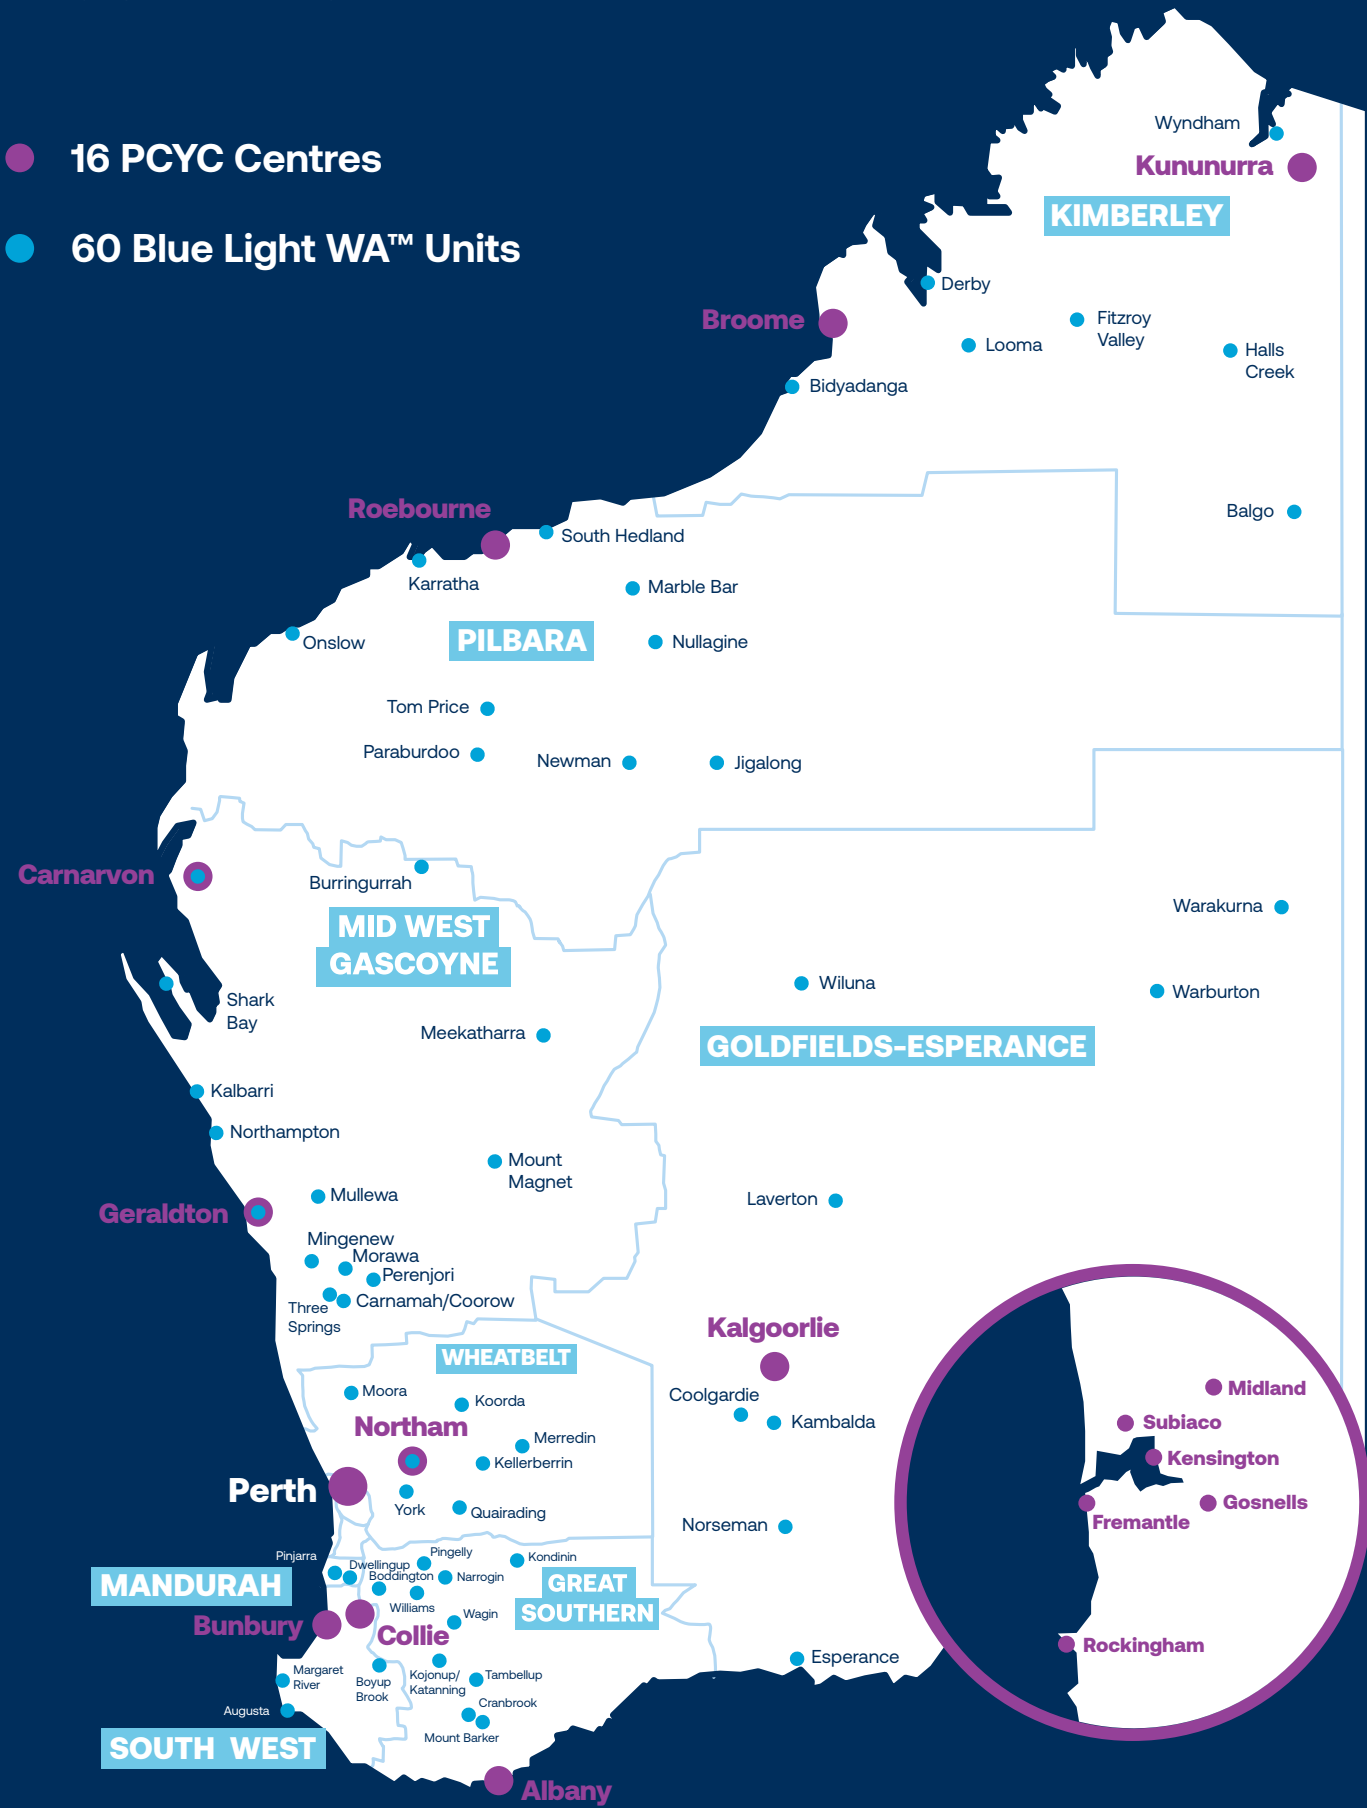 16 PCYC Centres
60 Blue Light WA™ Units
Wyndham
Kununurra
KIMBERLEY
Derby
Broome
Fitzroy
Valley
Looma
Halls
Creek
Bidyadanga
Roebourne
Balgo
South Hedland
Karratha
Marble Bar
Onslow
PILBARA
Nullagine
Tom Price
Paraburdoo
Newman
Jigalong
Carnarvon
Burringurrah
MID WEST
GASCOYNE
Warakurna
Wiluna
Warburton
Shark
Bay
Meekatharra
GOLDFIELDS-ESPERANCE
Kalbarri
Northampton
Mount
Magnet
Mullewa
Laverton
Geraldton
Mingenew
Morawa
Perenjori
Carnamah/Coorow
Three
Springs
Kalgoorlie
WHEATBELT
Moora
Koorda
Coolgardie
Kambalda
Northam
Merredin
Kellerberrin
Perth
York
Quairading
Norseman
Midland
Subiaco
Kensington
Gosnells
Fremantle
Rockingham
Pinjarra
Dwellingup
Pingelly
Kondinin
Boddington
Narrogin
MANDURAH
GREAT
SOUTHERN
Williams
Wagin
Bunbury
Collie
Esperance
Margaret
River
Boyup
Brook
Kojonup/
Katanning
Tambellup
Cranbrook
Augusta
Mount Barker
SOUTH WEST
Albany